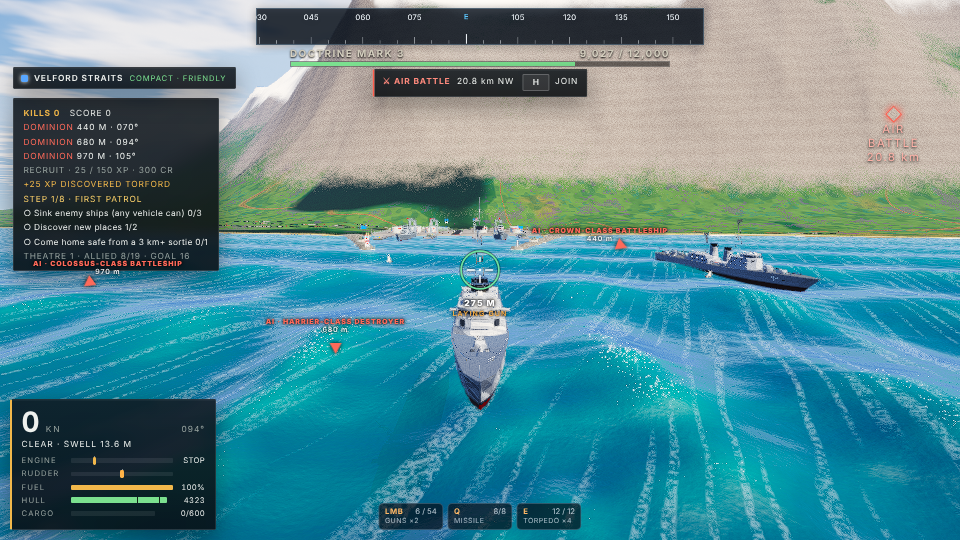 30 045 060 075 E 105 120 135 150
DOCTRINE MARK 3 9,027 / 12,000
VELFORD STRAITS COMPACT · FRIENDLY
⚔ AIR BATTLE 20.8 km NW H JOIN
KILLS 0 SCORE 0
DOMINION 440 M · 070°
DOMINION 680 M · 094°
DOMINION 970 M · 105°
RECRUIT · 25 / 150 XP · 300 CR
+25 XP DISCOVERED TORFORD
STEP 1/8 · FIRST PATROL
Sink enemy ships (any vehicle can) 0/3
Discover new places 1/2
Come home safe from a 3 km+ sortie 0/1
THEATRE 1 · ALLIED 8/19 · GOAL 16
AI · COLOSSUS-CLASS BATTLESHIP
970 m
AIR
BATTLE
20.8 km
AI · CROWN-CLASS BATTLESHIP
440 m
275 M
AI · HARRIER-CLASS DESTROYER
680 m
0 KN 094°
CLEAR · SWELL 13.6 M
ENGINE STOP
RUDDER
FUEL 100%
HULL 4323
CARGO 0/600
LMB 6 / 54
GUNS ×2
Q 8/8
MISSILE
E 12 / 12
TORPEDO ×4